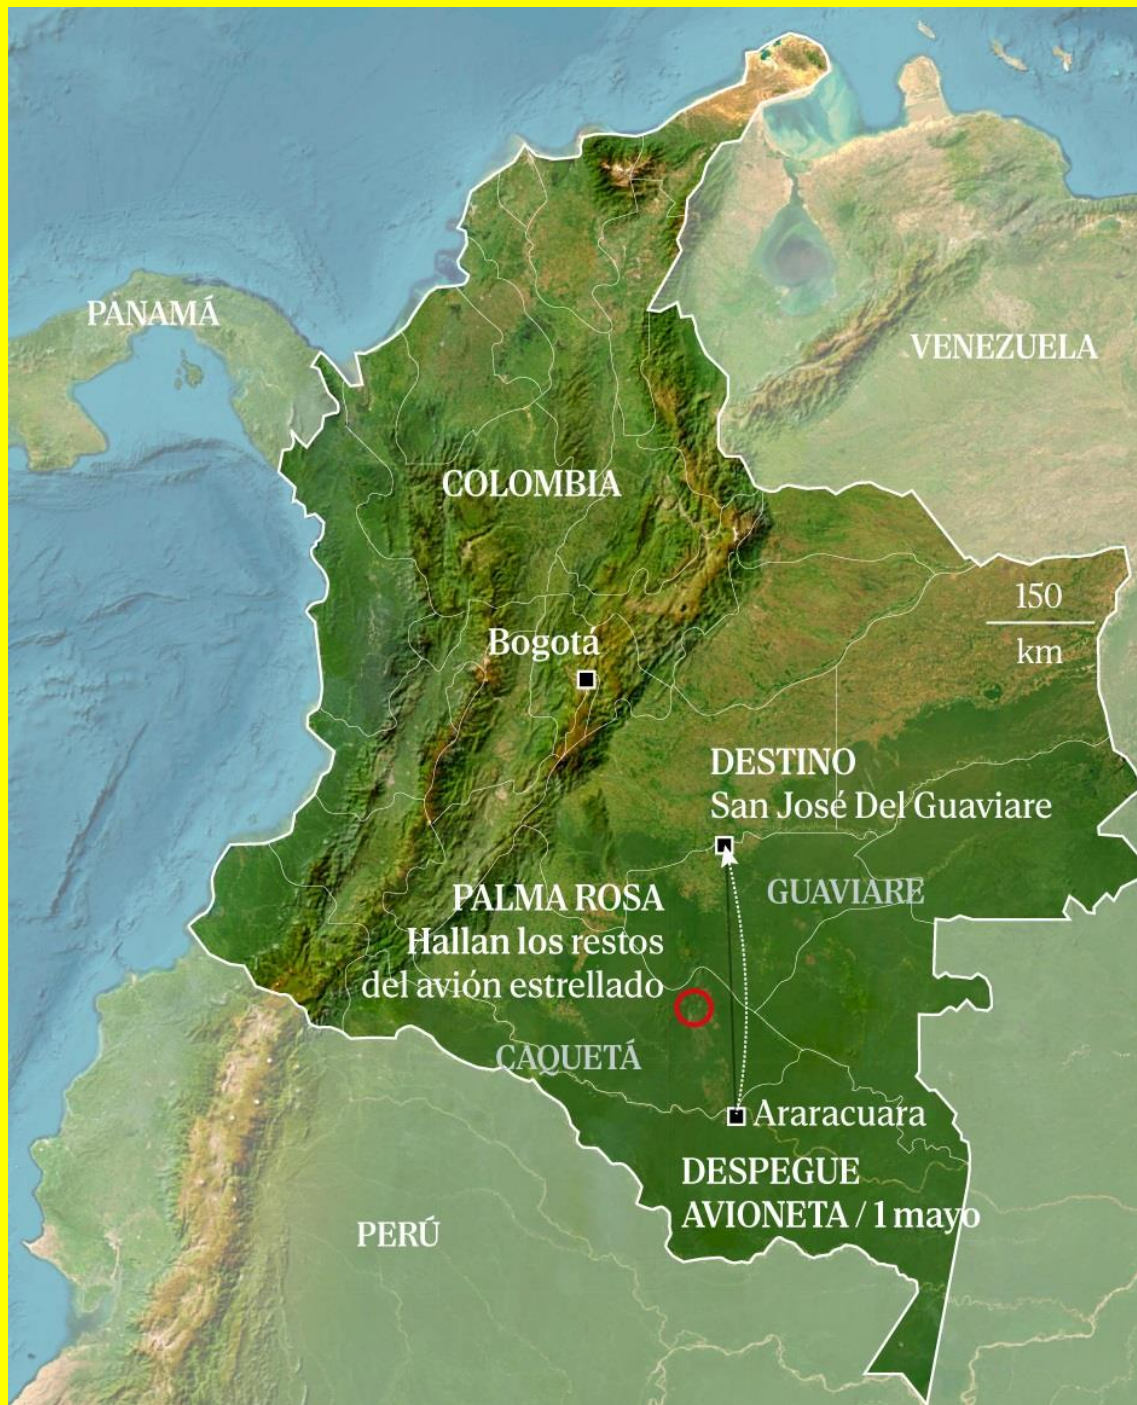 PANAMÁ
VENEZUELA
COLOMBIA
150
km
Bogotá
DESTINO
San José Del Guaviare
PALMA ROSA
Hallan los restos
del avión estrellado
GUAVIARE
CAQUETÁ
Araracuara
DESPEGUE
AVIONETA / 1 mayo
PERÚ